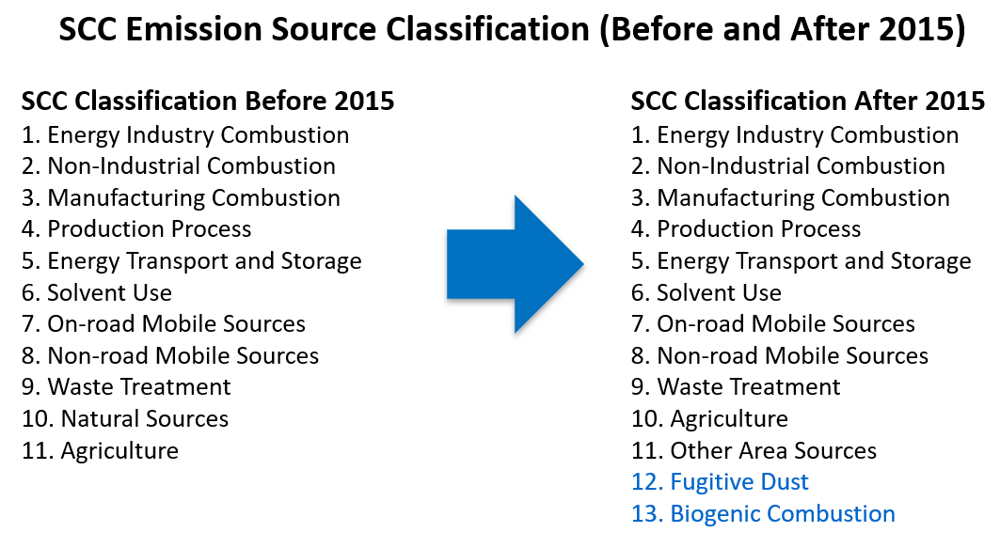 SCC Emission Source Classification (Before and After 2015)
SCC Classification Before 2015
1. Energy Industry Combustion
2. Non-Industrial Combustion
3. Manufacturing Combustion
4. Production Process
5. Energy Transport and Storage
6. Solvent Use
7. On-road Mobile Sources
8. Non-road Mobile Sources
9. Waste Treatment
10. Natural Sources
11. Agriculture
SCC Classification After 2015
1. Energy Industry Combustion
2. Non-Industrial Combustion
3. Manufacturing Combustion
4. Production Process
5. Energy Transport and Storage
6. Solvent Use
7. On-road Mobile Sources
8. Non-road Mobile Sources
9. Waste Treatment
10. Agriculture
11. Other Area Sources
12. Fugitive Dust
13. Biogenic Combustion